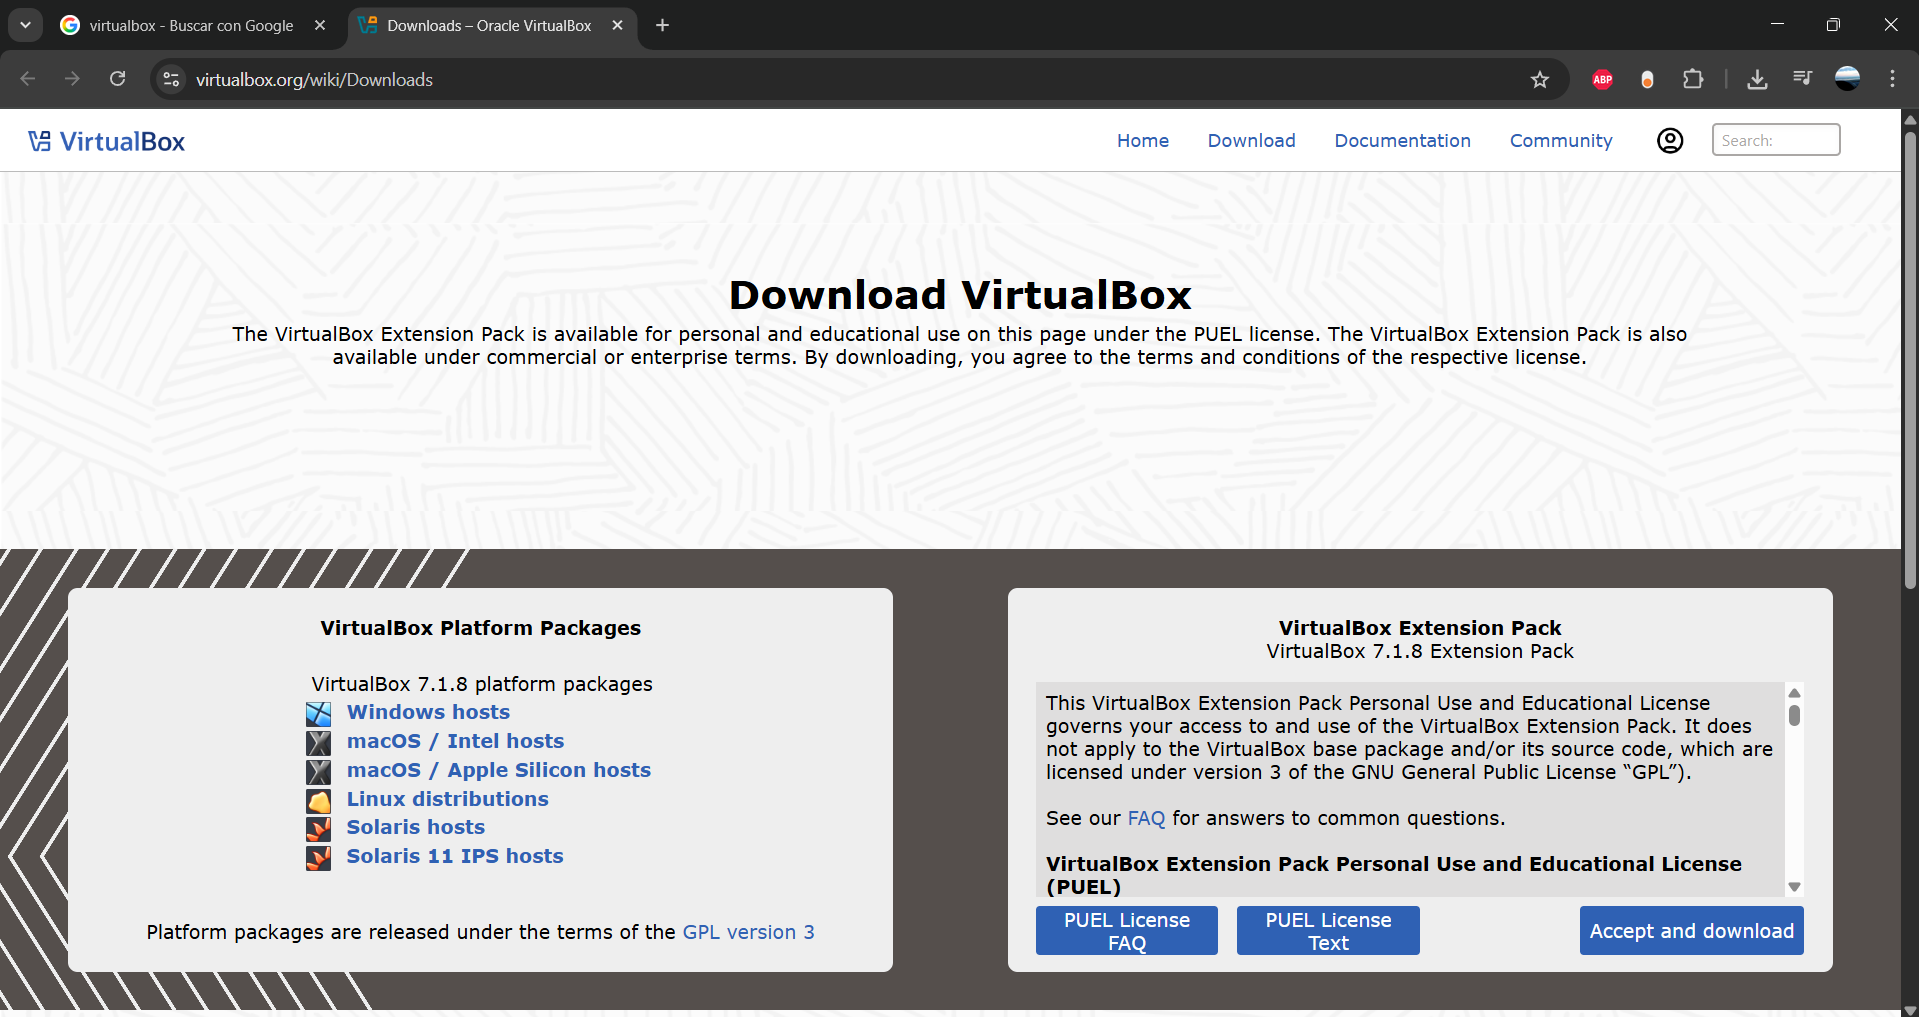 virtualbox - Buscar con Google
Downloads – Oracle VirtualBox
virtualbox.org/wiki/Downloads
ABP
VirtualBox
Home
Download
Documentation
Community
Search:
Download VirtualBox
The VirtualBox Extension Pack is available for personal and educational use on this page under the PUEL license. The VirtualBox Extension Pack is also
available under commercial or enterprise terms. By downloading, you agree to the terms and conditions of the respective license.
VirtualBox Platform Packages
VirtualBox 7.1.8 platform packages
Windows hosts
macOS / Intel hosts
macOS / Apple Silicon hosts
Linux distributions
Solaris hosts
Solaris 11 IPS hosts
Platform packages are released under the terms of the GPL version 3
VirtualBox Extension Pack
VirtualBox 7.1.8 Extension Pack
This VirtualBox Extension Pack Personal Use and Educational License
governs your access to and use of the VirtualBox Extension Pack. It does
not apply to the VirtualBox base package and/or its source code, which are
licensed under version 3 of the GNU General Public License “GPL”).
See our FAQ for answers to common questions.
VirtualBox Extension Pack Personal Use and Educational License
(PUEL)
PUEL License
FAQ
PUEL License
Text
Accept and download